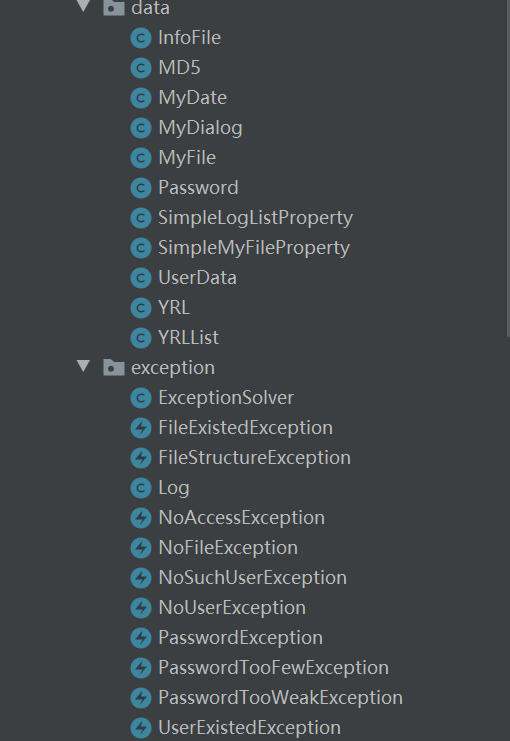 data
InfoFile
MD5
MyDate
MyDialog
MyFile
Password
SimpleLogListProperty
SimpleMyFileProperty
UserData
YRL
YRLList
exception
ExceptionSolver
FileExistedException
FileStructureException
Log
NoAccessException
NoFileException
NoSuchUserException
NoUserException
PasswordException
PasswordTooFewException
PasswordTooWeakException
UserExistedException